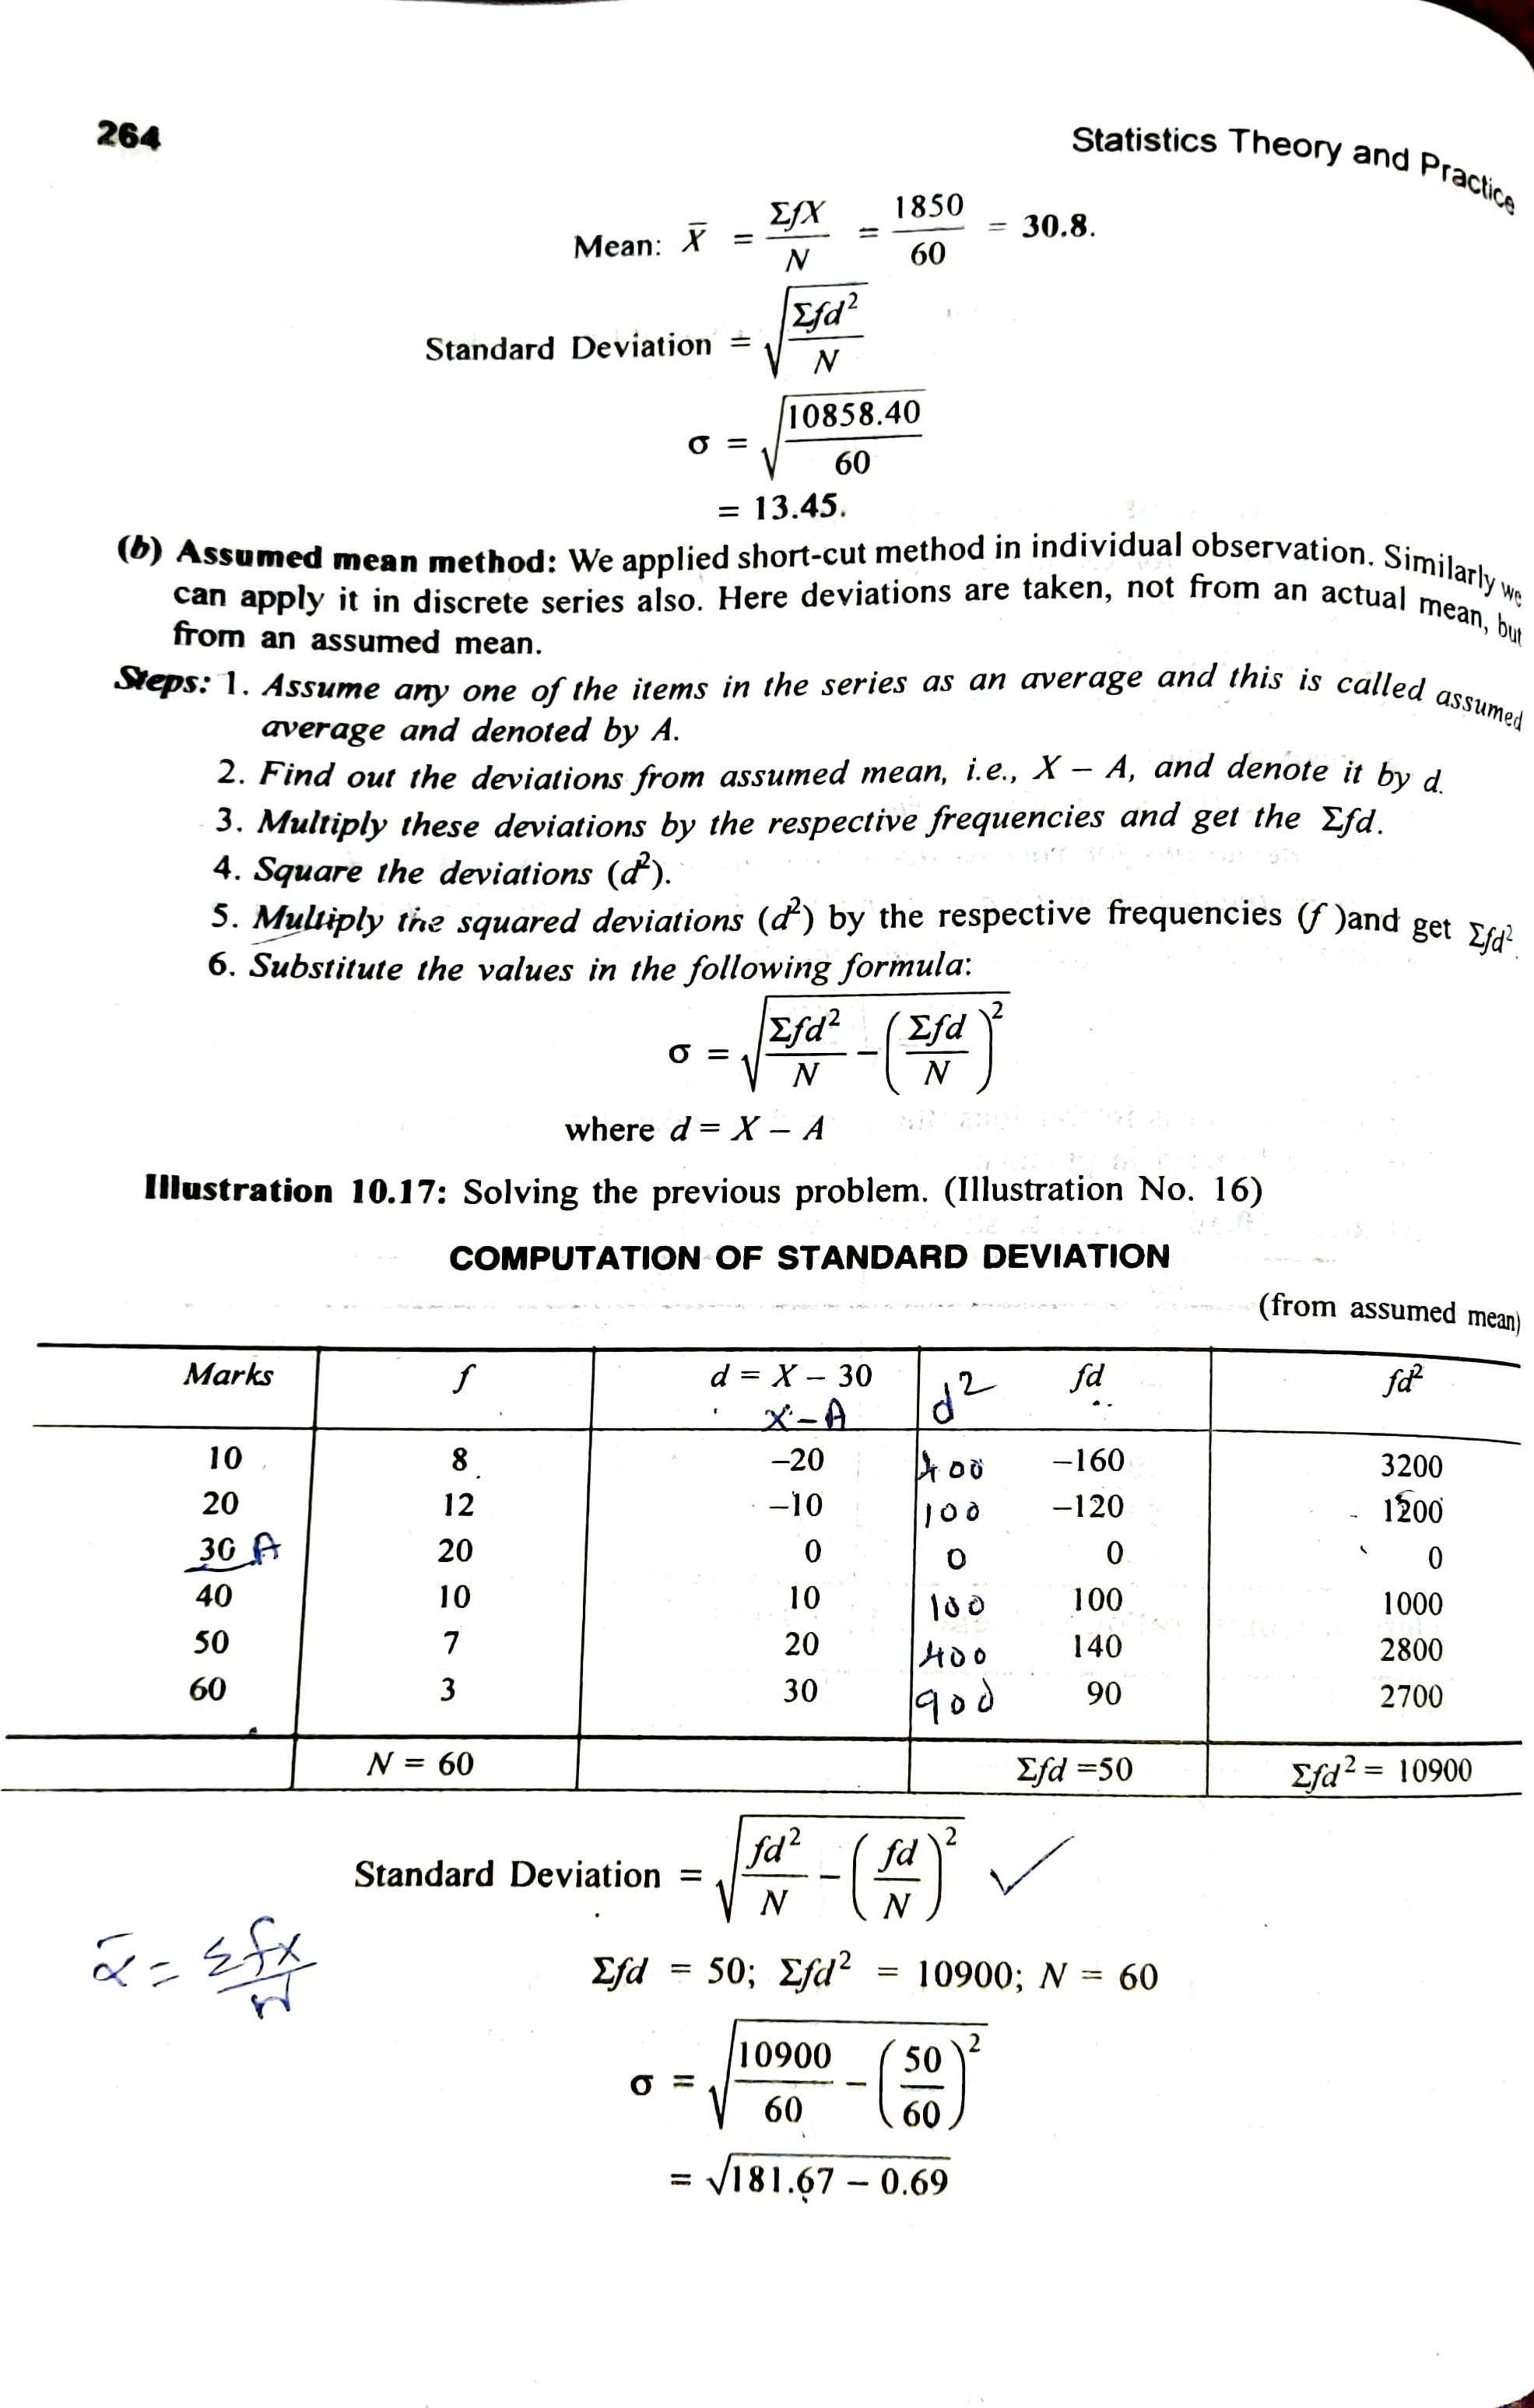 264
Statistics Theory and Practice
Mean: X̄ = ΣfX / N = 1850 / 60 = 30.8.
Standard Deviation = √(Σfd² / N)
σ = √(10858.40 / 60)
= 13.45.
(b) Assumed mean method: We applied short-cut method in individual observation. Similarly we
can apply it in discrete series also. Here deviations are taken, not from an actual mean, but
from an assumed mean.
Steps: 1. Assume any one of the items in the series as an average and this is called assumed
average and denoted by A.
2. Find out the deviations from assumed mean, i.e., X – A, and denote it by d.
3. Multiply these deviations by the respective frequencies and get the Σfd.
4. Square the deviations (d²).
5. Multiply the squared deviations (d²) by the respective frequencies (f )and get Σfd².
6. Substitute the values in the following formula:
σ = √(Σfd² / N – (Σfd / N)²)
where d = X – A
Illustration 10.17: Solving the previous problem. (Illustration No. 16)
COMPUTATION OF STANDARD DEVIATION
(from assumed mean)
Marks f d = X – 30 d² fd fd²
X–A
10 8 –20 400 –160 3200
20 12 –10 100 –120 1200
30 A 20 0 0 0 0
40 10 10 100 100 1000
50 7 20 400 140 2800
60 3 30 900 90 2700
N = 60 Σfd =50 Σfd² = 10900
Standard Deviation = √(fd² / N – (fd / N)²) ✓
x̄ = Σfx / N
Σfd = 50; Σfd² = 10900; N = 60
σ = √(10900 / 60 – (50 / 60)²)
= √181.67 – 0.69